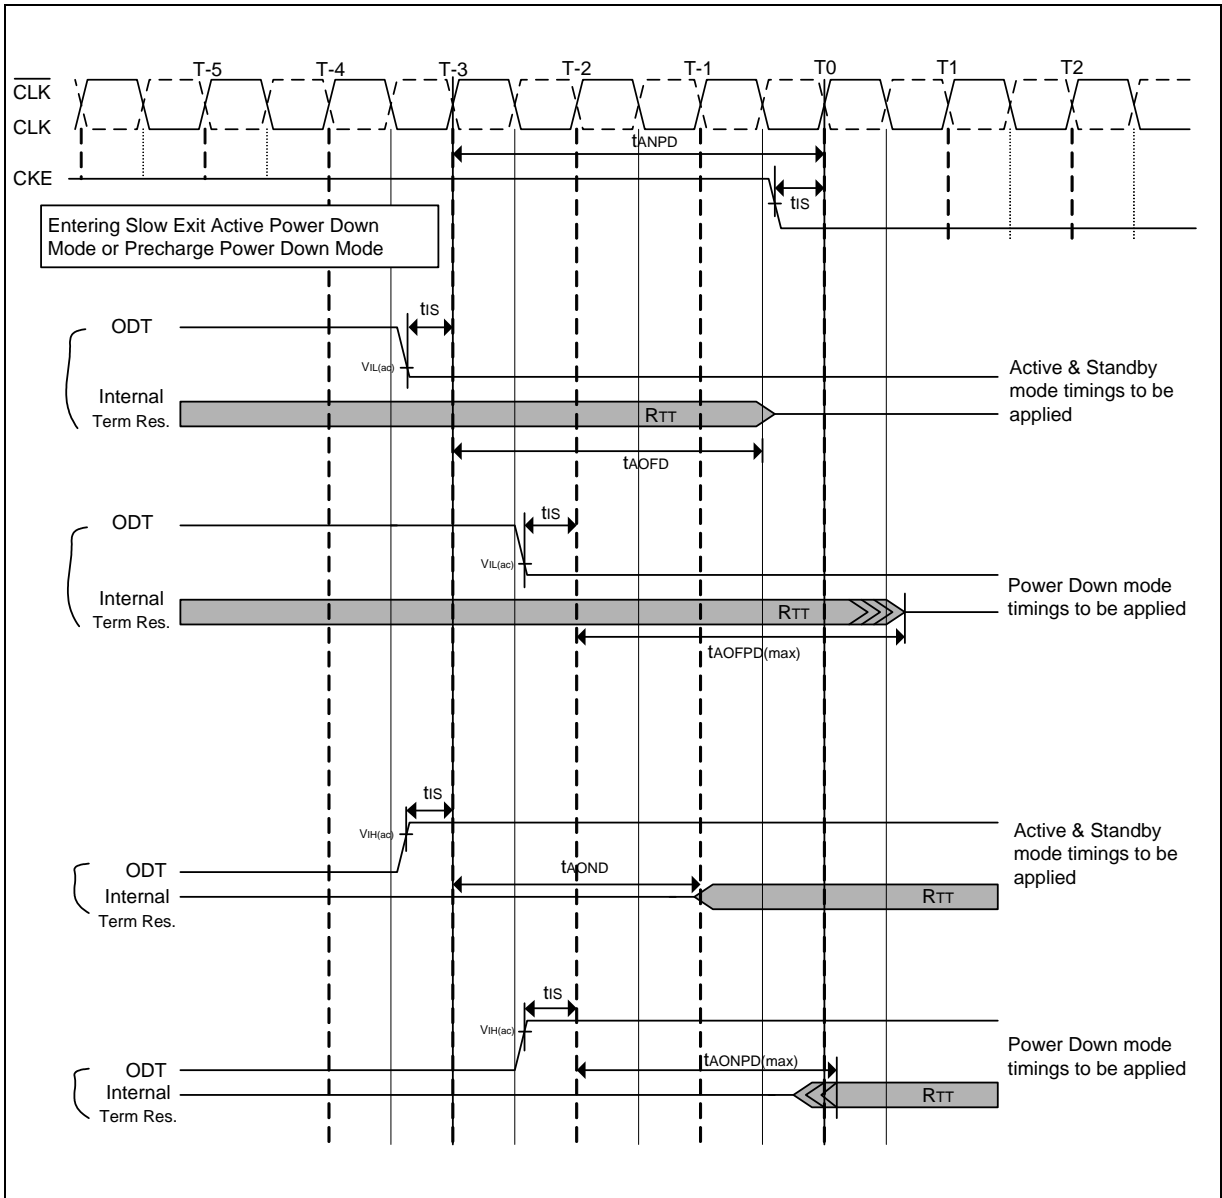 T-5 T-4 T-3 T-2 T-1 T0 T1 T2
CLK
CLK
tANPD
CKE
tIS
Entering Slow Exit Active Power Down
Mode or Precharge Power Down Mode
tIS
ODT
VIL(ac)
Active & Standby
mode timings to be
applied
Internal
Term Res.
RTT
tAOFD
tIS
ODT
VIL(ac)
Power Down mode
timings to be applied
Internal
Term Res.
RTT
tAOFPD(max)
tIS
VIH(ac)
Active & Standby
mode timings to be
applied
ODT
tAOND
Internal
Term Res.
RTT
tIS
VIH(ac)
Power Down mode
timings to be applied
tAONPD(max)
ODT
Internal
Term Res.
RTT